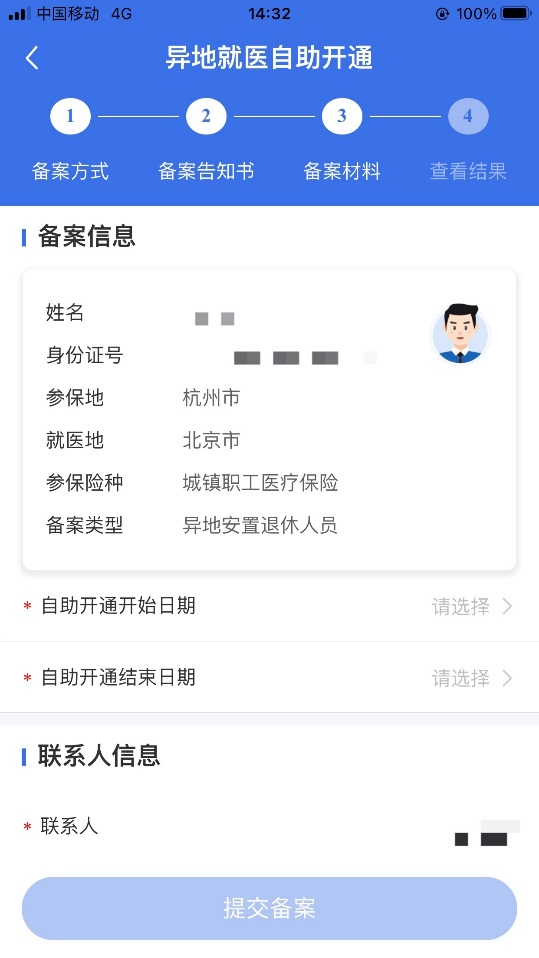 中国移动 4G 14:32 100%
异地就医自助开通
1 2 3 4
备案方式 备案告知书 备案材料 查看结果
备案信息
姓名
身份证号
参保地 杭州市
就医地 北京市
参保险种 城镇职工医疗保险
备案类型 异地安置退休人员
* 自助开通开始日期 请选择
* 自助开通结束日期 请选择
联系人信息
* 联系人
提交备案